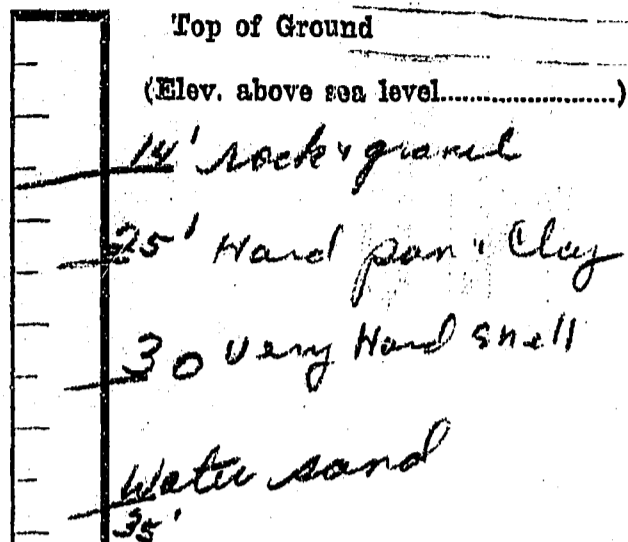 Top of Ground
(Elev. above sea level......................)
14' rock & gravel
25' Hard pan & Clay
30 Very Hard shell
Water sand
35'